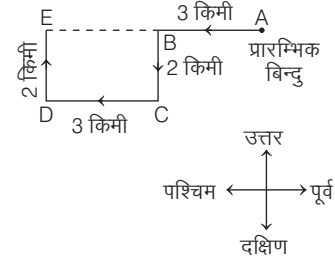 3 किमी A
E
B
प्रारम्भिक
बिन्दु
2 किमी
2 किमी
D
3 किमी
C
उत्तर
पश्चिम पूर्व
दक्षिण